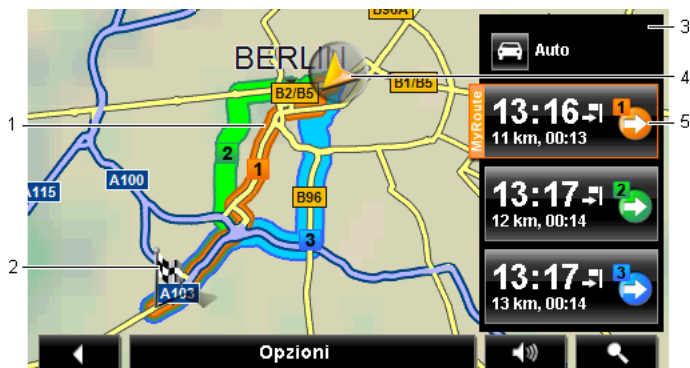 B96A
3
Auto
BERLIN
4
B1/B5
B2/B5
MyRoute
13:16
1
5
11 km, 00:13
1
2
1
13:17
2
12 km, 00:14
A100
A115
B96
3
2
13:17
3
13 km, 00:14
A103
Opzioni